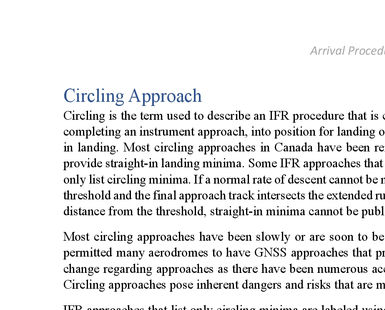 Arrival Proced
Circling Approach
Circling is the term used to describe an IFR procedure that is
completing an instrument approach, into position for landing
in landing. Most circling approaches in Canada have been
provide straight-in landing minima. Some IFR approaches that
only list circling minima. If a normal rate of descent cannot be
threshold and the final approach track intersects the extended
distance from the threshold, straight-in minima cannot be publ
Most circling approaches have been slowly or are soon to be
permitted many aerodromes to have GNSS approaches that
change regarding approaches as there have been numerous
Circling approaches pose inherent dangers and risks that are
IFR approaches that list only circling minima are labeled